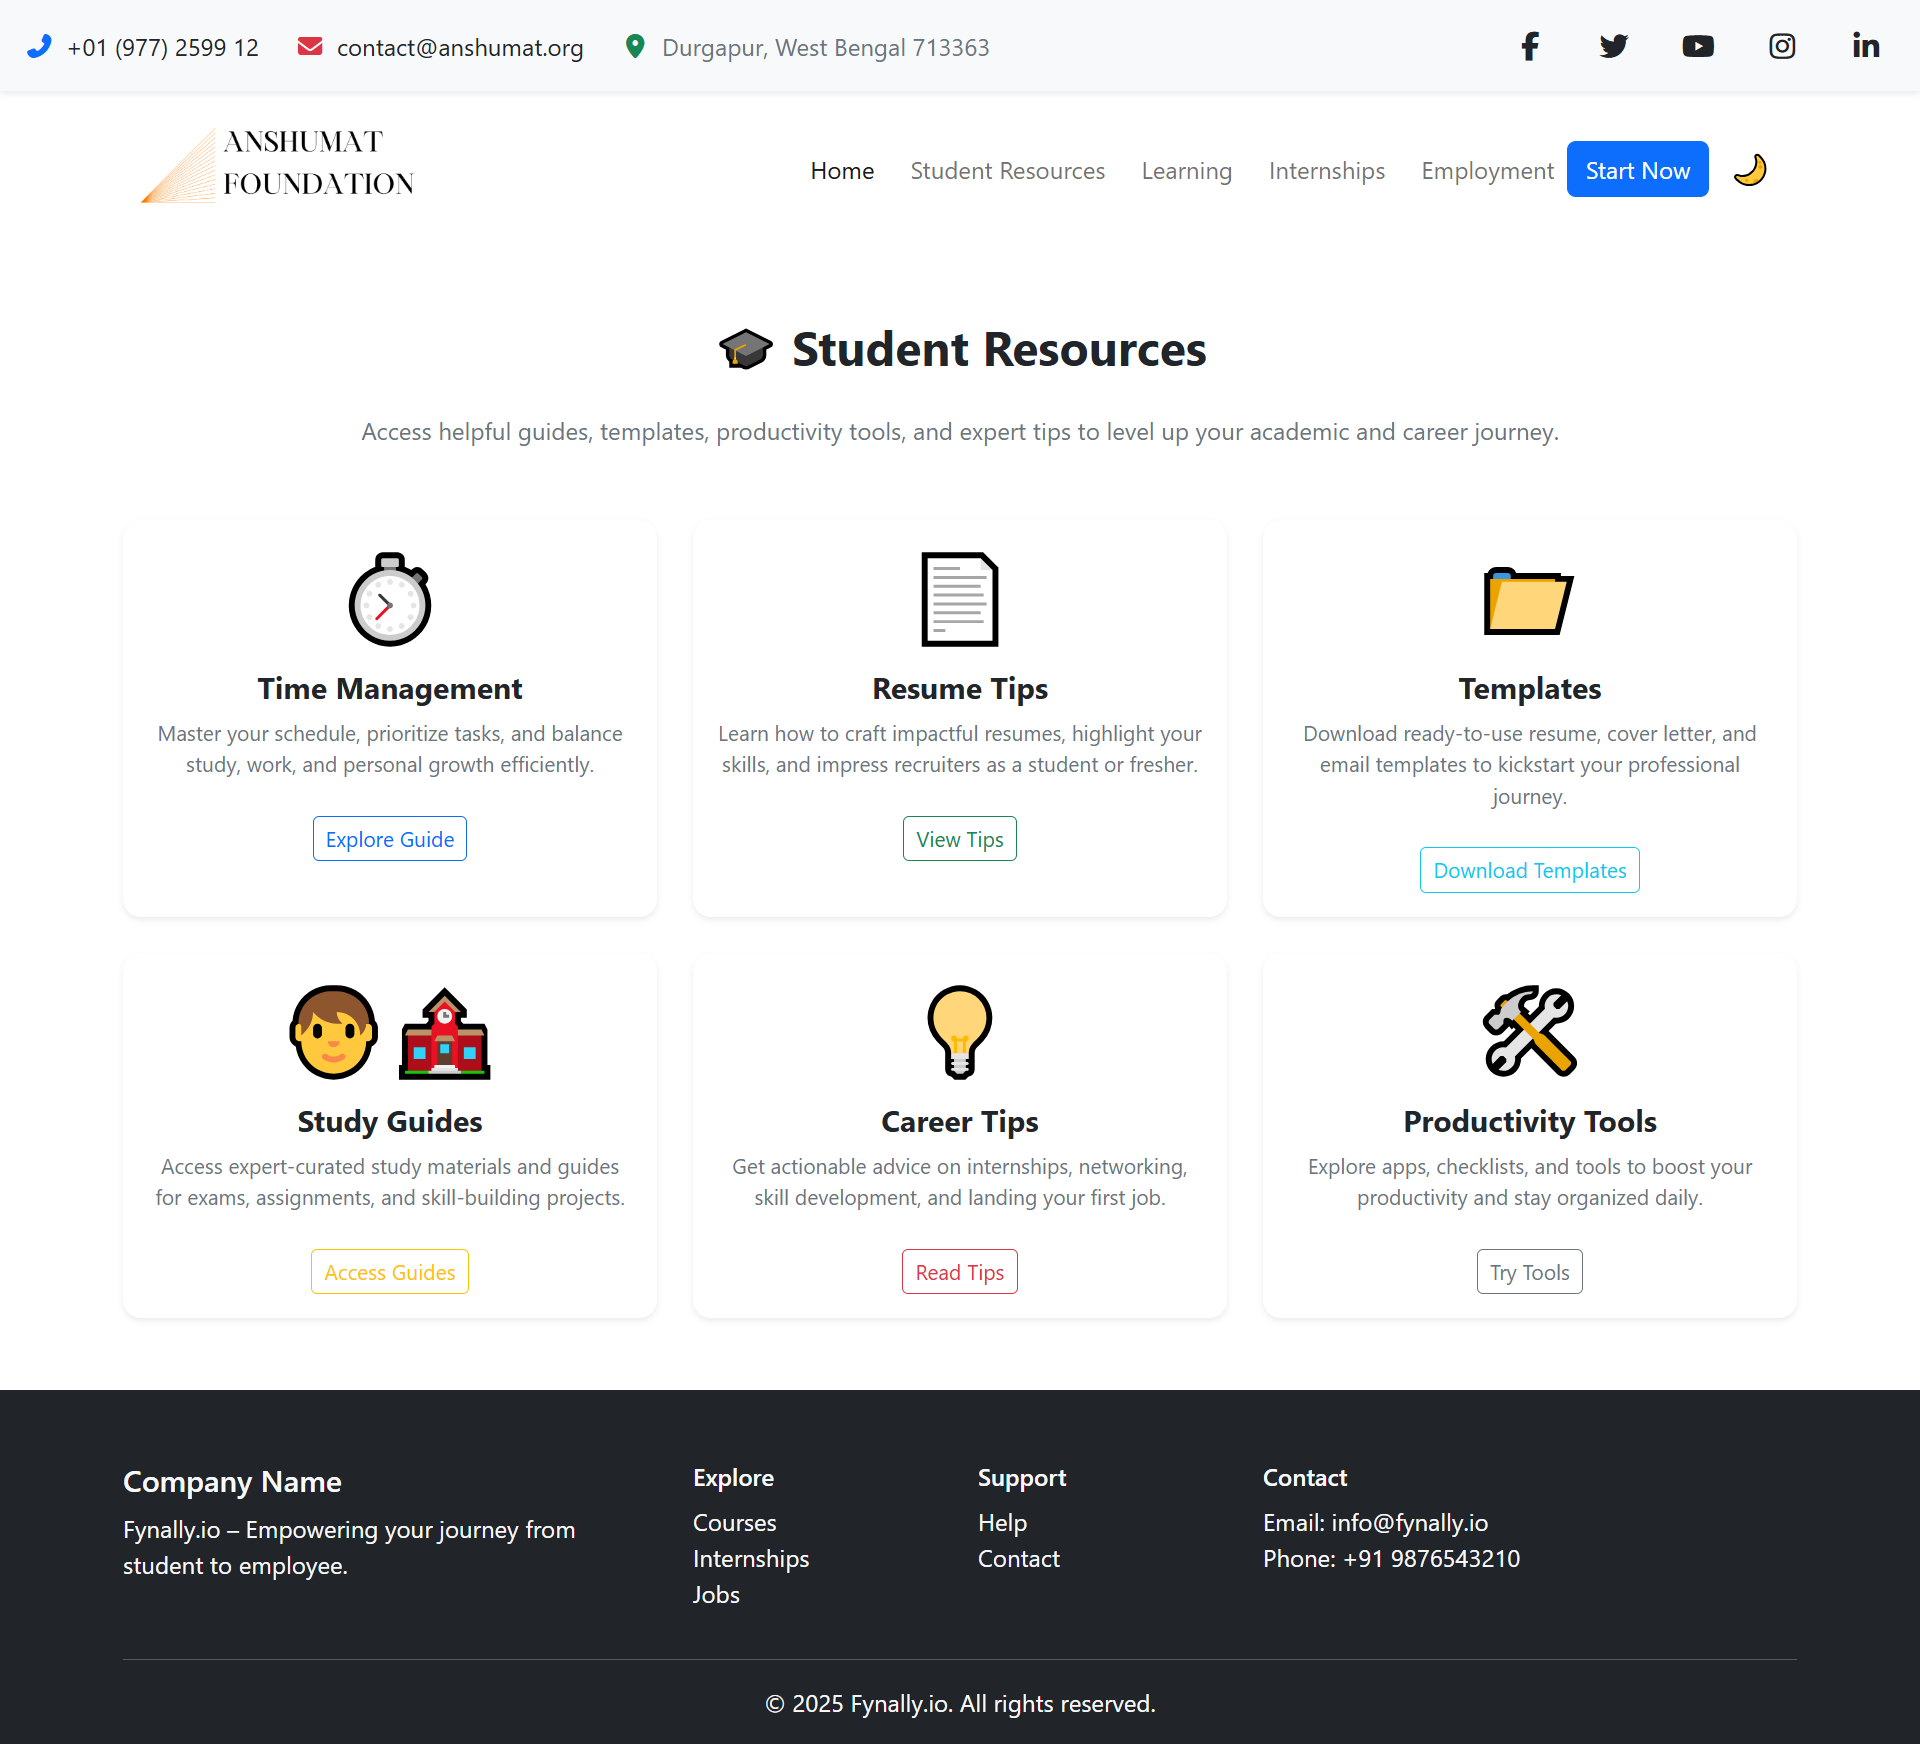 +01 (977) 2599 12
contact@anshumat.org
Durgapur, West Bengal 713363
ANSHUMAT
FOUNDATION
Home
Student Resources
Learning
Internships
Employment
Start Now
Student Resources
Access helpful guides, templates, productivity tools, and expert tips to level up your academic and career journey.
Time Management
Master your schedule, prioritize tasks, and balance
study, work, and personal growth efficiently.
Explore Guide
Resume Tips
Learn how to craft impactful resumes, highlight your
skills, and impress recruiters as a student or fresher.
View Tips
Templates
Download ready-to-use resume, cover letter, and
email templates to kickstart your professional
journey.
Download Templates
Study Guides
Access expert-curated study materials and guides
for exams, assignments, and skill-building projects.
Access Guides
Career Tips
Get actionable advice on internships, networking,
skill development, and landing your first job.
Read Tips
Productivity Tools
Explore apps, checklists, and tools to boost your
productivity and stay organized daily.
Try Tools
Company Name
Fynally.io – Empowering your journey from
student to employee.
Explore
Courses
Internships
Jobs
Support
Help
Contact
Contact
Email: info@fynally.io
Phone: +91 9876543210
© 2025 Fynally.io. All rights reserved.